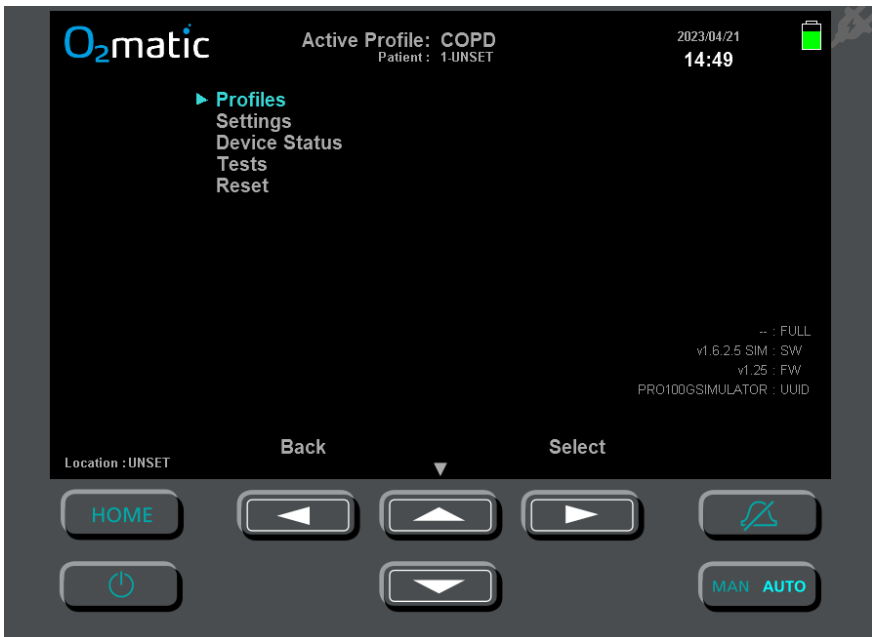 O2matic
Active Profile: COPD
Patient : 1-UNSET
2023/04/21
14:49
Profiles
Settings
Device Status
Tests
Reset
-- : FULL
v1.6.2.5 SIM : SW
v1.25 : FW
PRO100GSIMULATOR : UUID
Back
Select
Location : UNSET
HOME
MAN AUTO